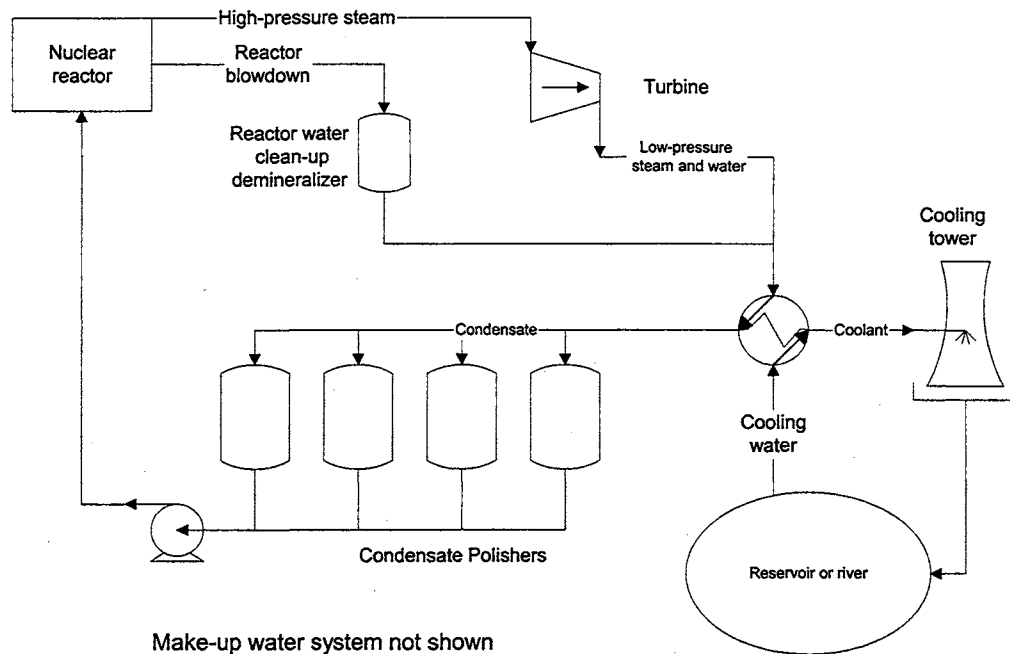 High-pressure steam
Nuclear
reactor
Reactor
blowdown
Turbine
Reactor water
clean-up
demineralizer
Low-pressure
steam and water
Cooling
tower
Condensate
Coolant
Cooling
water
Condensate Polishers
Reservoir or river
Make-up water system not shown